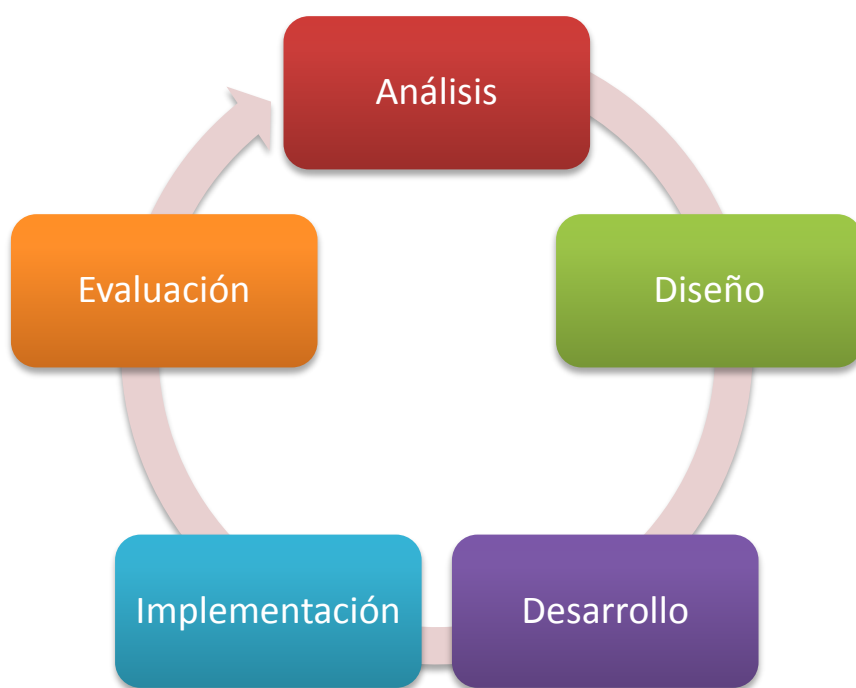 Análisis
Diseño
Desarrollo
Implementación
Evaluación